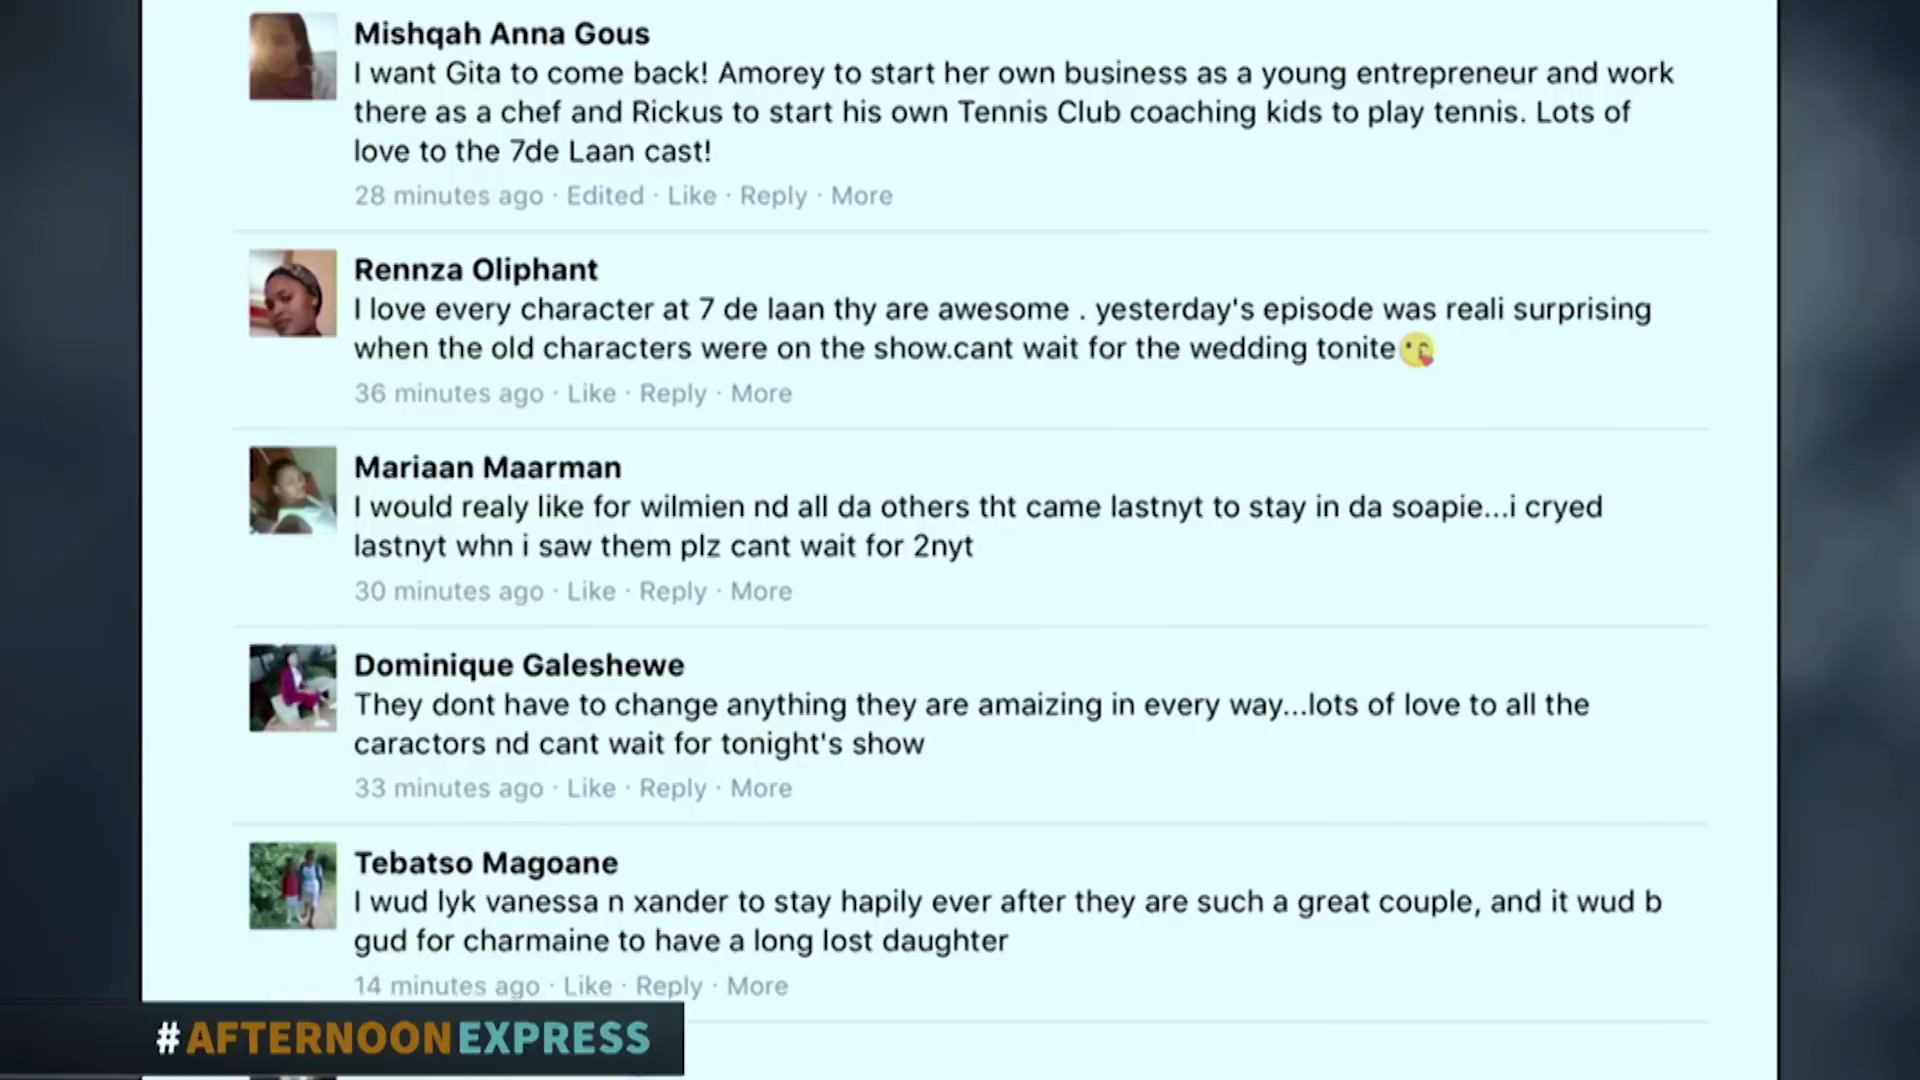 Mishqah Anna Gous
I want Gita to come back! Amorey to start her own business as a young entrepreneur and work
there as a chef and Rickus to start his own Tennis Club coaching kids to play tennis. Lots of
love to the 7de Laan cast!
28 minutes ago · Edited · Like · Reply · More
Rennza Oliphant
I love every character at 7 de laan thy are awesome . yesterday's episode was reali surprising
when the old characters were on the show.cant wait for the wedding tonite😘
36 minutes ago · Like · Reply · More
Mariaan Maarman
I would realy like for wilmien nd all da others tht came lastnyt to stay in da soapie...i cryed
lastnyt whn i saw them plz cant wait for 2nyt
30 minutes ago · Like · Reply · More
Dominique Galeshewe
They dont have to change anything they are amaizing in every way...lots of love to all the
caractors nd cant wait for tonight's show
33 minutes ago · Like · Reply · More
Tebatso Magoane
I wud lyk vanessa n xander to stay hapily ever after they are such a great couple, and it wud b
gud for charmaine to have a long lost daughter
14 minutes ago · Like · Reply · More
#AFTERNOONEXPRESS